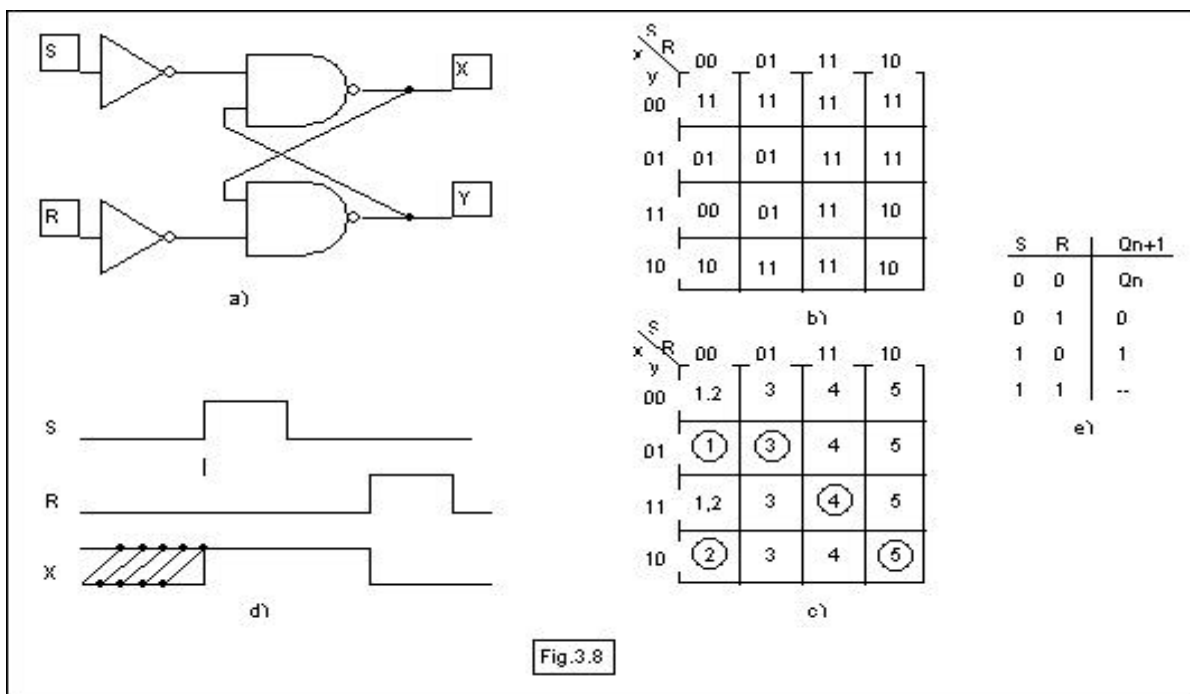 S
X
R
Y
a)
S
R
x
y
00 01 11 10
00 11 11 11 11
01 01 01 11 11
11 00 01 11 10
10 10 11 11 10
b)
S
R
x
y
00 01 11 10
00 1.2 3 4 5
01 1 3 4 5
11 1,2 3 4 5
10 2 3 4 5
c)
S R Qn+1
0 0 Qn
0 1 0
1 0 1
1 1 --
e)
S
R
X
d)
Fig.3.8